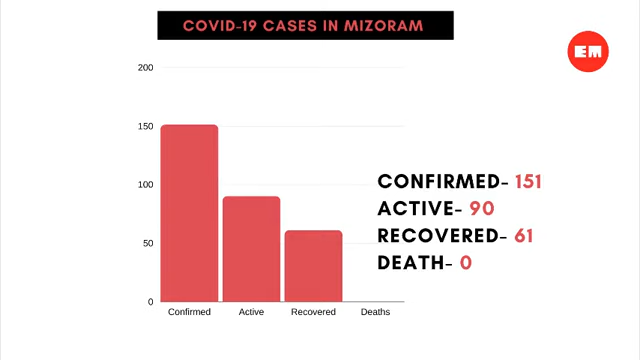 COVID-19 CASES IN MIZORAM
EM
200
150
100
50
0
Confirmed Active Recovered Deaths
CONFIRMED- 151
ACTIVE- 90
RECOVERED- 61
DEATH- 0